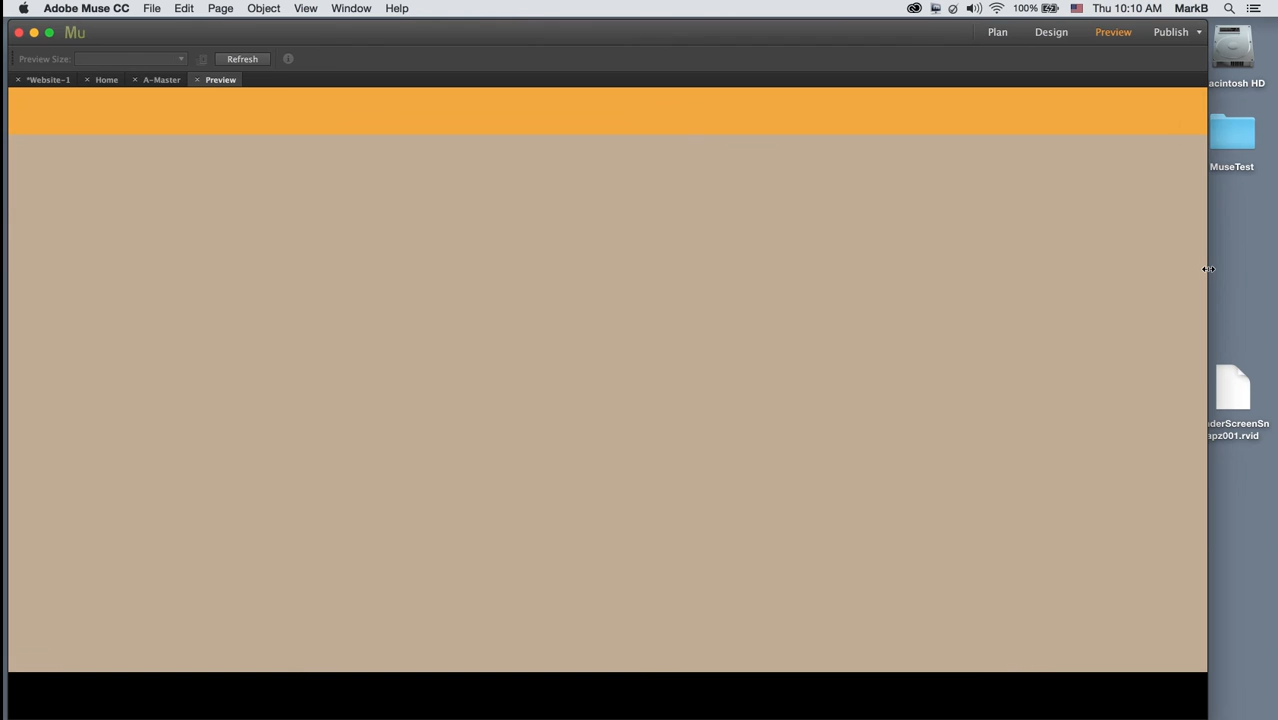 Adobe Muse CC File Edit Page Object View Window Help 100% Thu 10:10 AM MarkB
Mu Plan Design Preview Publish
Preview Size: Refresh
× *Website-1 × Home × A-Master × Preview
acintosh HD
MuseTest
derScreenSn
apz001.rvid